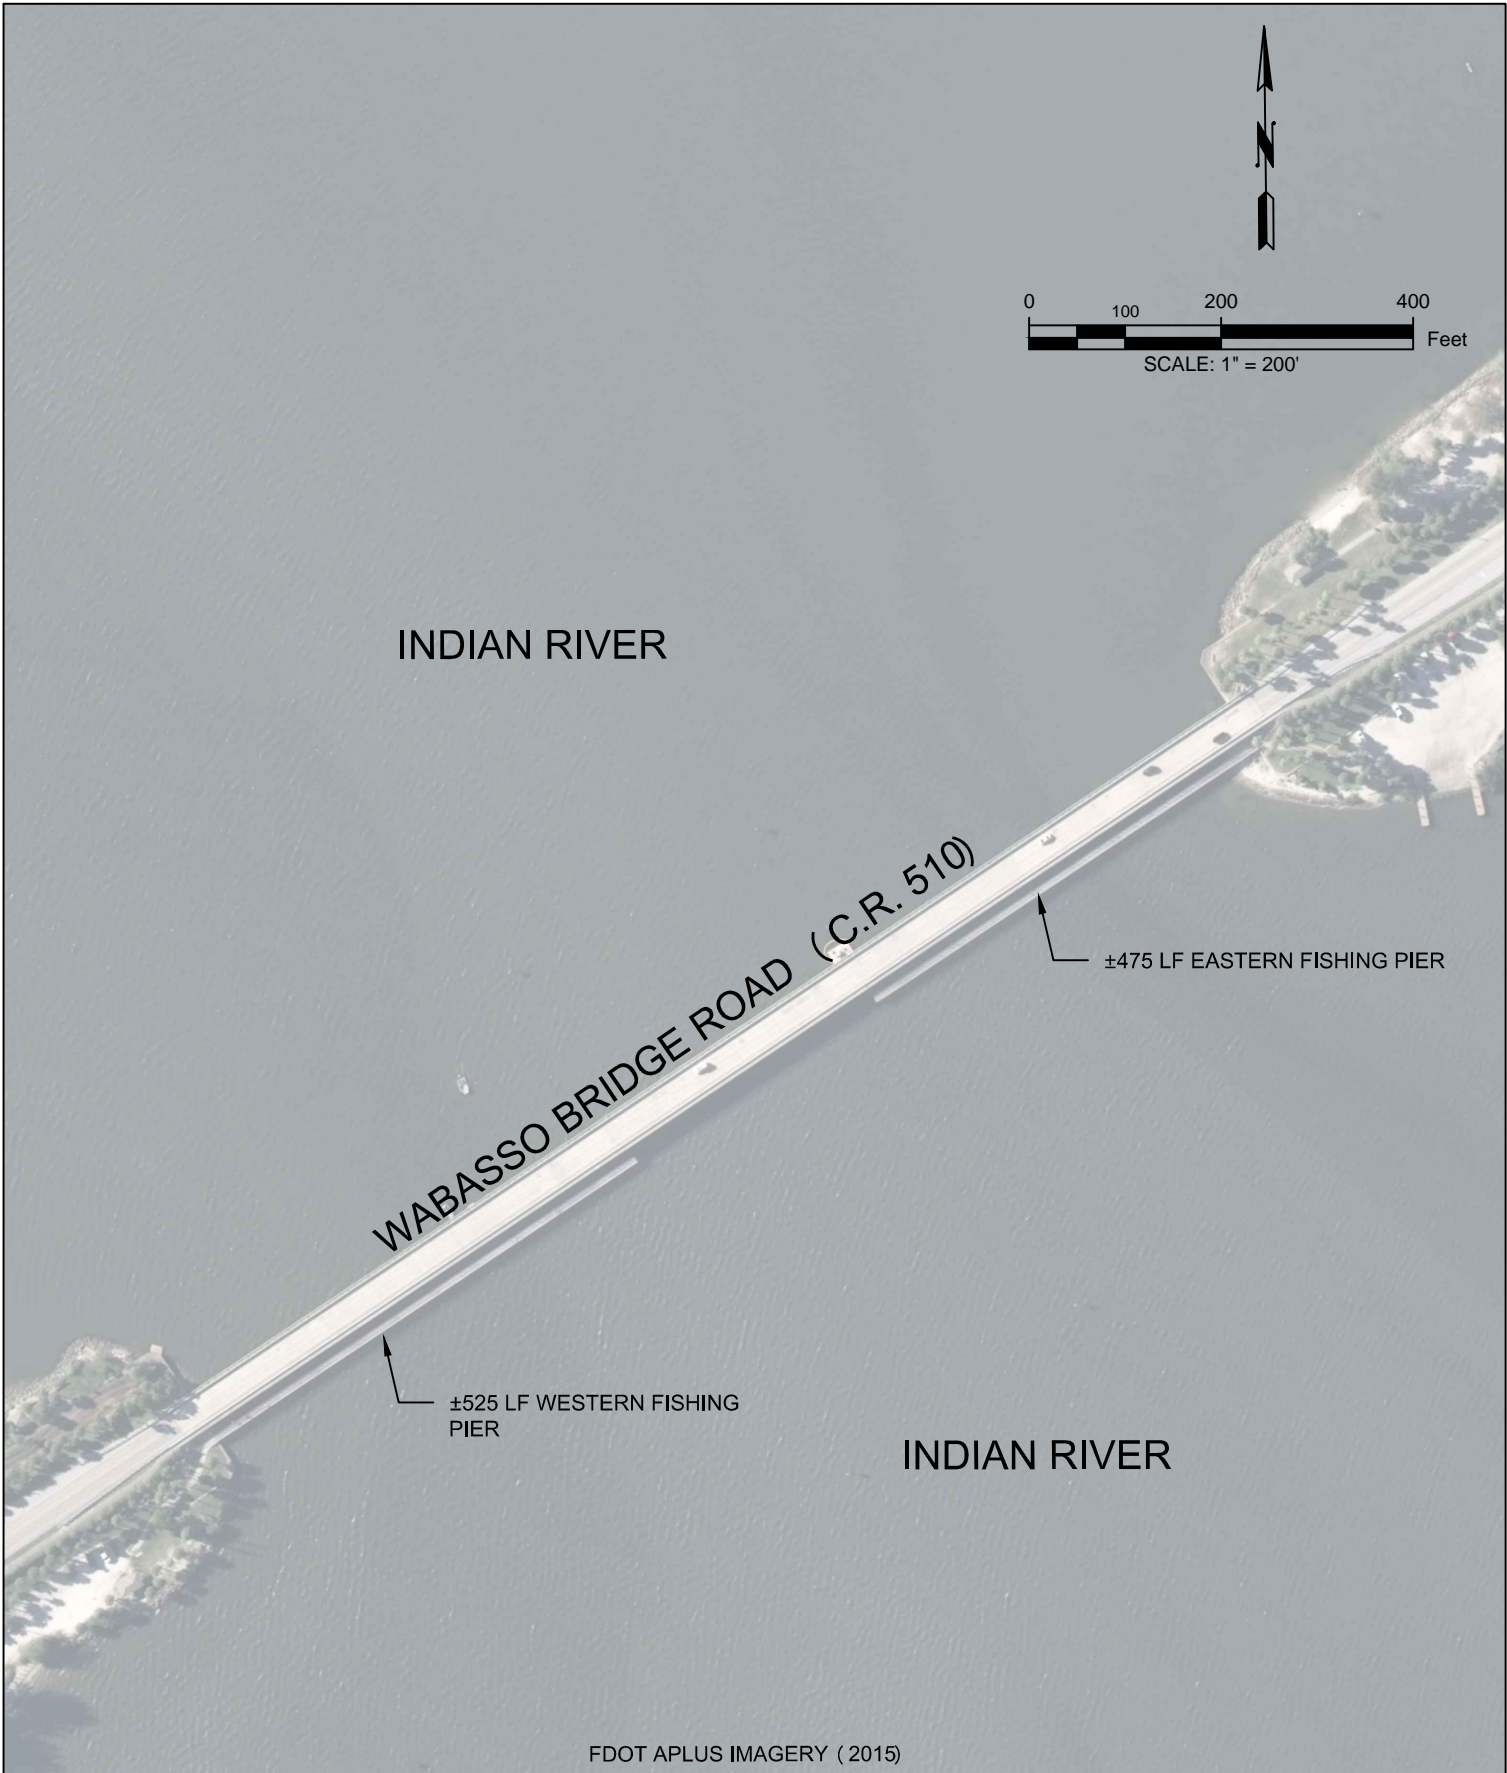 N
0 100 200 400
Feet
SCALE: 1" = 200'
INDIAN RIVER
WABASSO BRIDGE ROAD (C.R. 510)
±475 LF EASTERN FISHING PIER
±525 LF WESTERN FISHING
PIER
INDIAN RIVER
FDOT APLUS IMAGERY (2015)